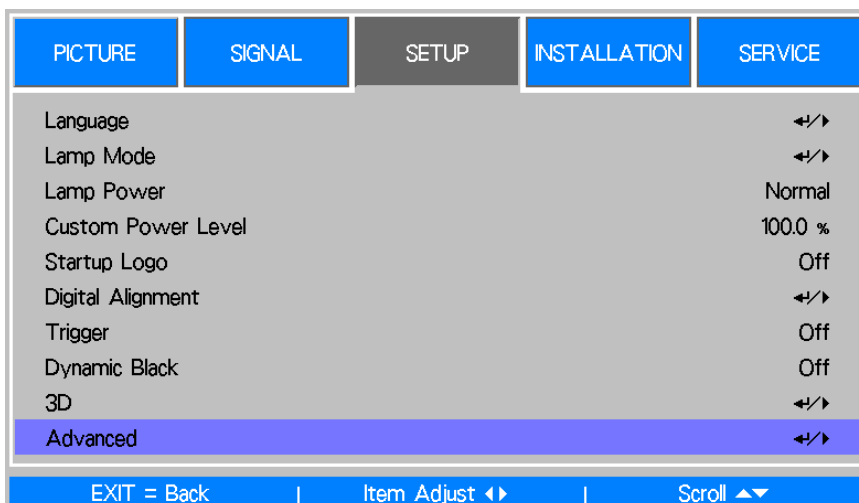 PICTURE SIGNAL SETUP INSTALLATION SERVICE
Language ↵/▶
Lamp Mode ↵/▶
Lamp Power Normal
Custom Power Level 100.0 %
Startup Logo Off
Digital Alignment ↵/▶
Trigger Off
Dynamic Black Off
3D ↵/▶
Advanced ↵/▶
EXIT = Back | Item Adjust ◀▶ | Scroll ▲▼